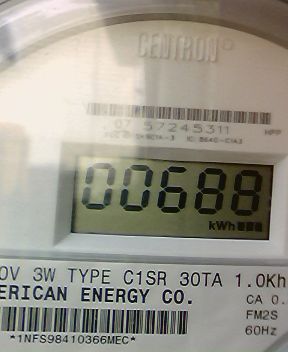 CENTRON
07 57245311
00688
kWh
0V 3W TYPE C1SR 30TA 1.0Kh
ERICAN ENERGY CO. CA 0.
FM2S
*1NFS98410366MEC* 60Hz